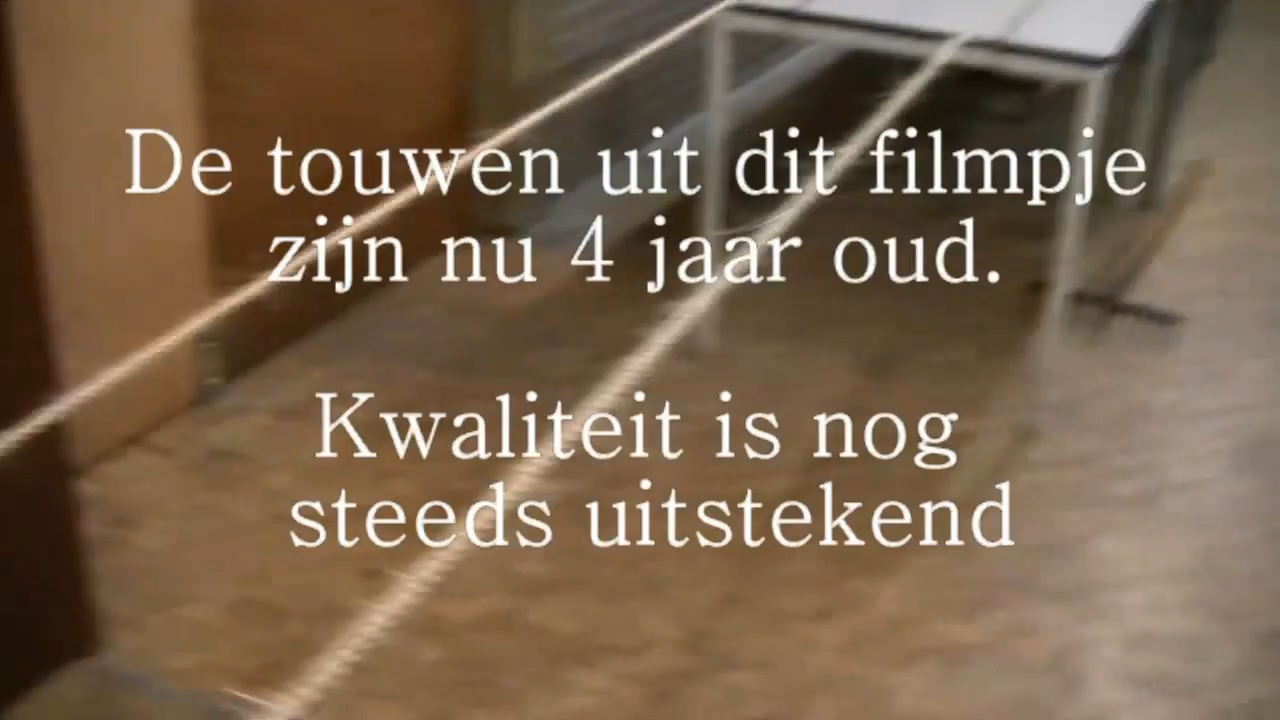 De touwen uit dit filmpje
zijn nu 4 jaar oud.
Kwaliteit is nog
steeds uitstekend